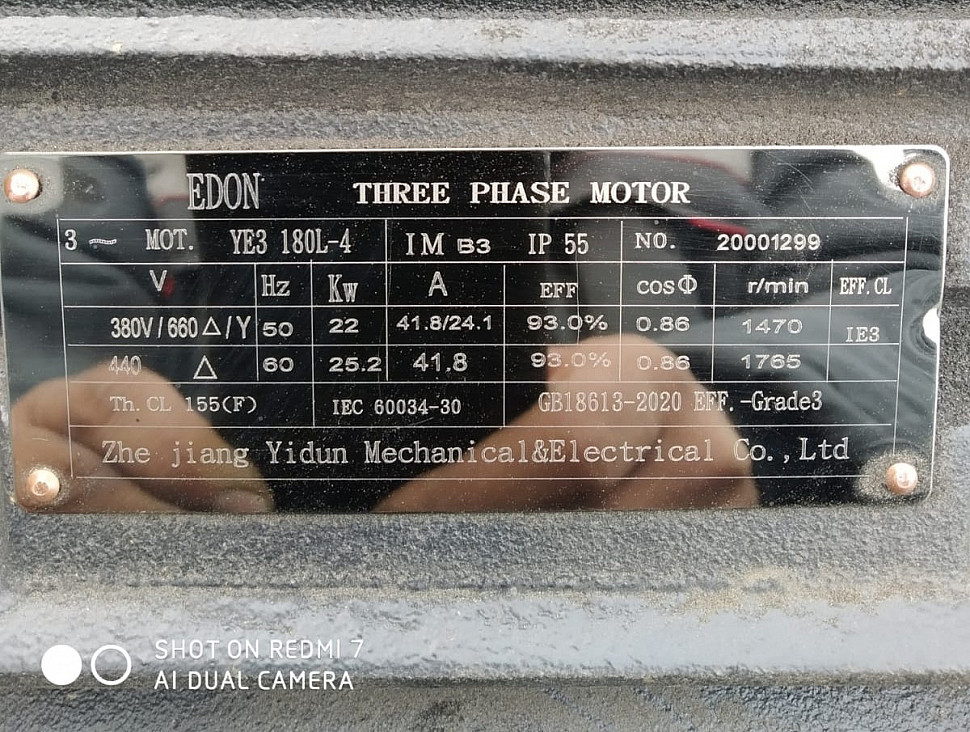 EDON THREE PHASE MOTOR
3 ~ MOT. YE3 180L-4 IM B3 IP 55 NO. 20001299
V Hz Kw A EFF cosΦ r/min EFF. CL
380V/660△/Y 50 22 41.8/24.1 93.0% 0.86 1470 IE3
440 △ 60 25.2 41.8 93.0% 0.86 1765
Th. CL 155(F) IEC 60034-30 GB18613-2020 EFF.-Grade3
Zhe jiang Yidun Mechanical&Electrical Co.,Ltd
SHOT ON REDMI 7
AI DUAL CAMERA